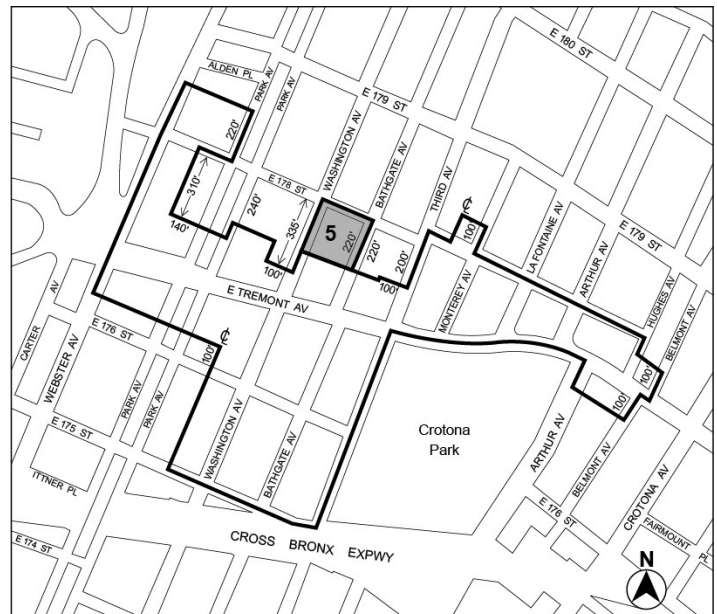 E 180 ST
ALDEN PL
PARK AV
PARK AV
E 179 ST
WASHINGTON AV
220'
BATHGATE AV
310'
E 178 ST
THIRD AV
240'
335'
5
220'
220'
200'
100'
LA FONTAINE AV
ARTHUR AV
E 179 ST
140'
100'
100'
HUGHES AV
BELMONT AV
E TREMONT AV
MONTEREY AV
CARTER AV
WEBSTER AV
E 176 ST
100'
PARK AV
PARK AV
100'
100'
E 175 ST
WASHINGTON AV
BATHGATE AV
Crotona
Park
ARTHUR AV
BELMONT AV
CROTONA AV
ITTNER PL
E 174 ST
E 176 ST
FAIRMOUNT PL
CROSS BRONX EXPWY
N